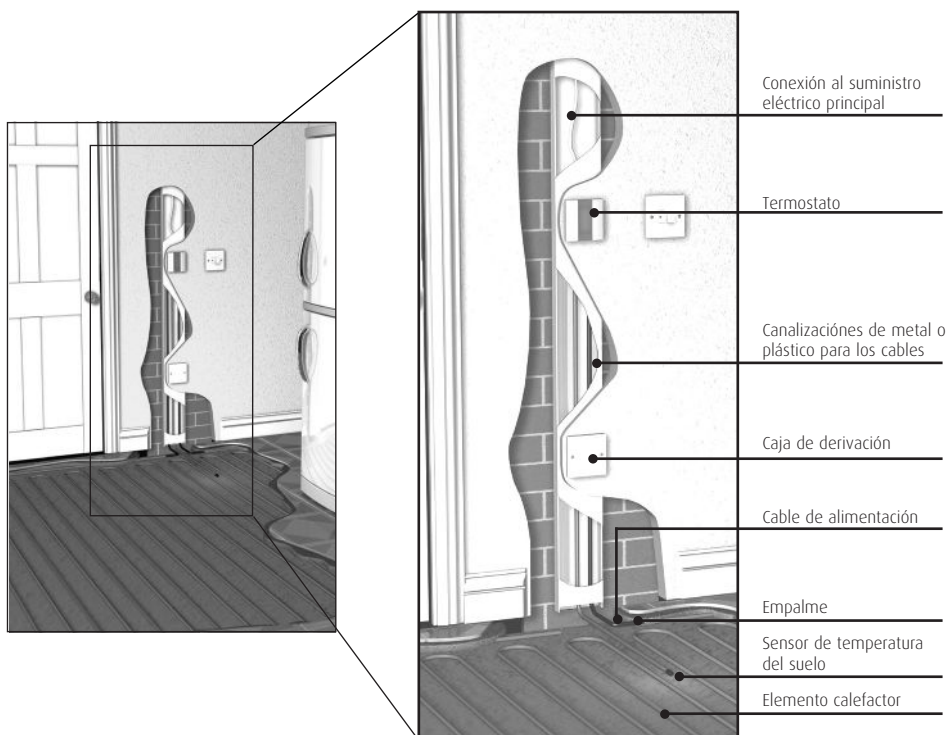 Conexión al suministro
eléctrico principal
Termostato
Canalizaciónes de metal o
plástico para los cables
Caja de derivación
Cable de alimentación
Empalme
Sensor de temperatura
del suelo
Elemento calefactor